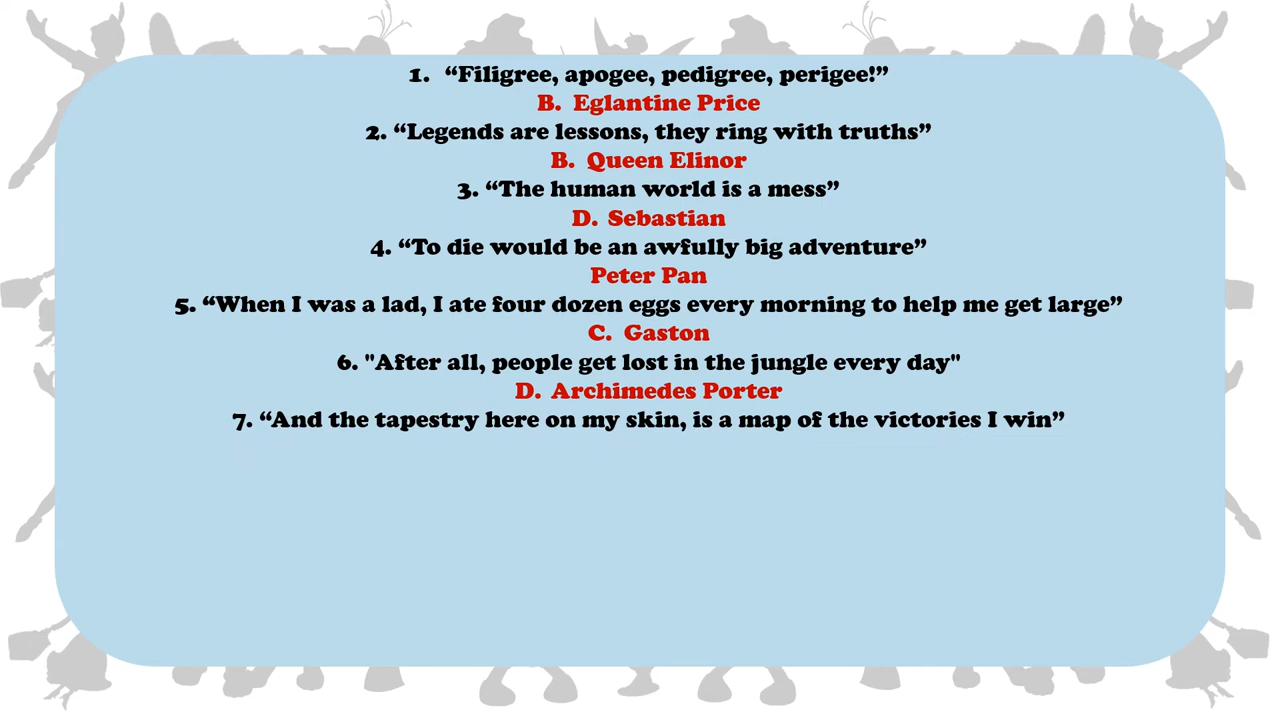 1. “Filigree, apogee, pedigree, perigee!”
B. Eglantine Price
2. “Legends are lessons, they ring with truths”
B. Queen Elinor
3. “The human world is a mess”
D. Sebastian
4. “To die would be an awfully big adventure”
Peter Pan
5. “When I was a lad, I ate four dozen eggs every morning to help me get large”
C. Gaston
6. "After all, people get lost in the jungle every day"
D. Archimedes Porter
7. “And the tapestry here on my skin, is a map of the victories I win”